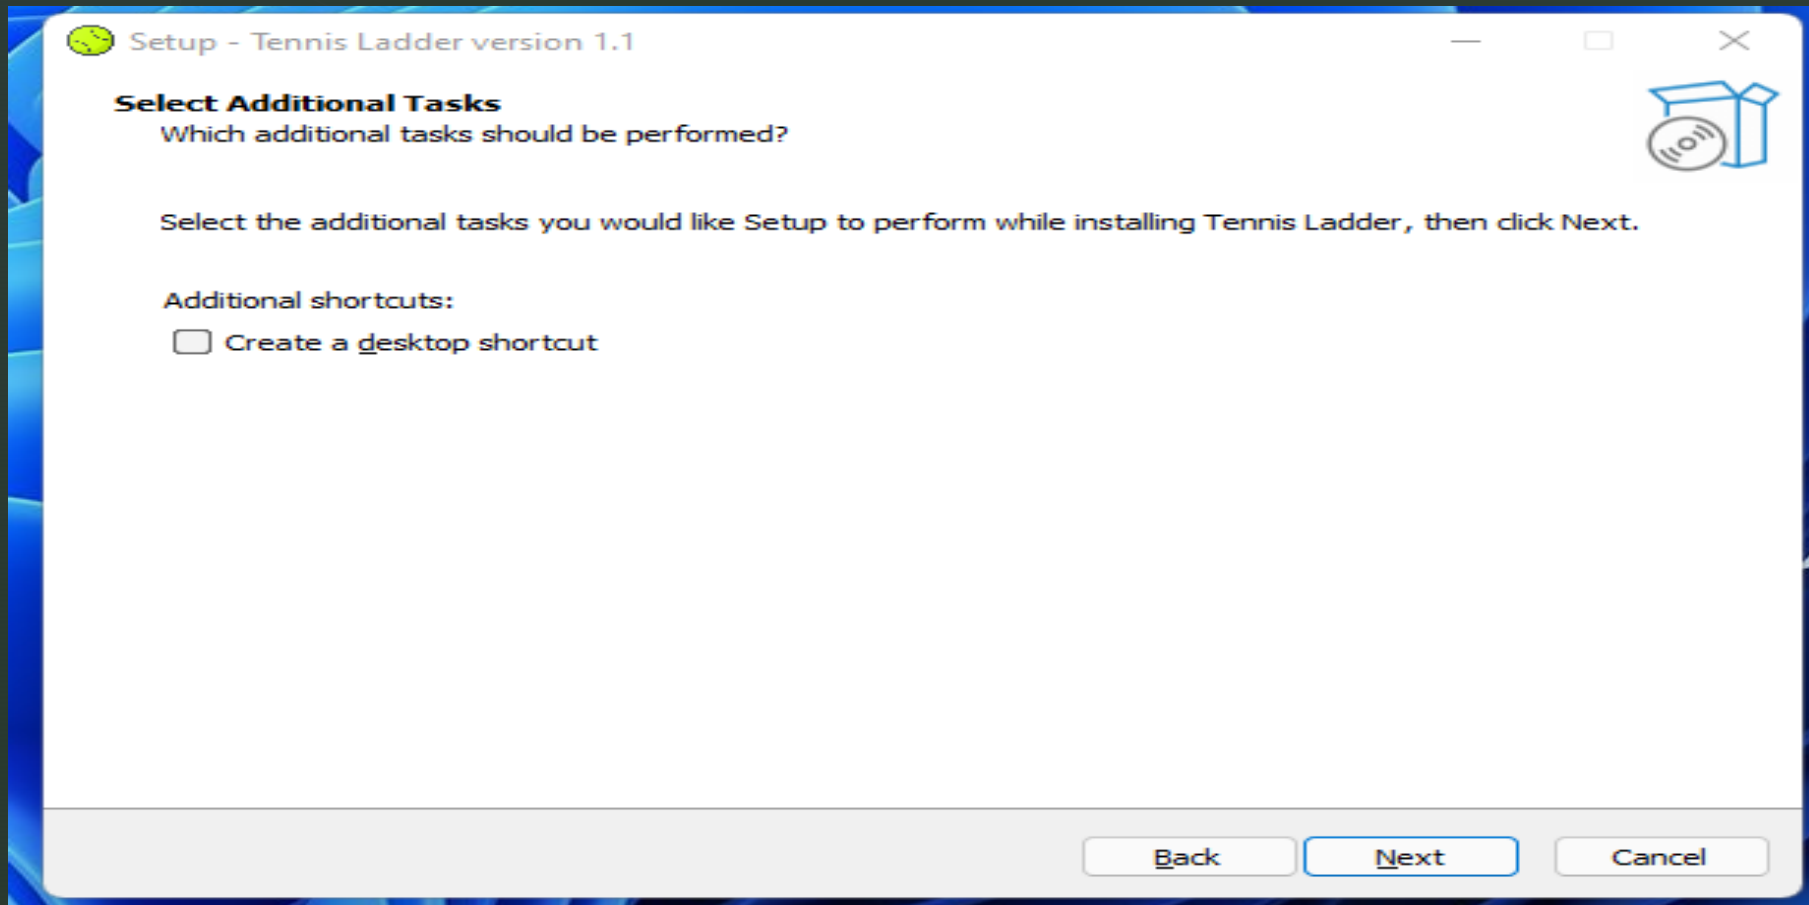 Setup - Tennis Ladder version 1.1
Select Additional Tasks
Which additional tasks should be performed?
Select the additional tasks you would like Setup to perform while installing Tennis Ladder, then click Next.
Additional shortcuts:
Create a desktop shortcut
Back Next Cancel